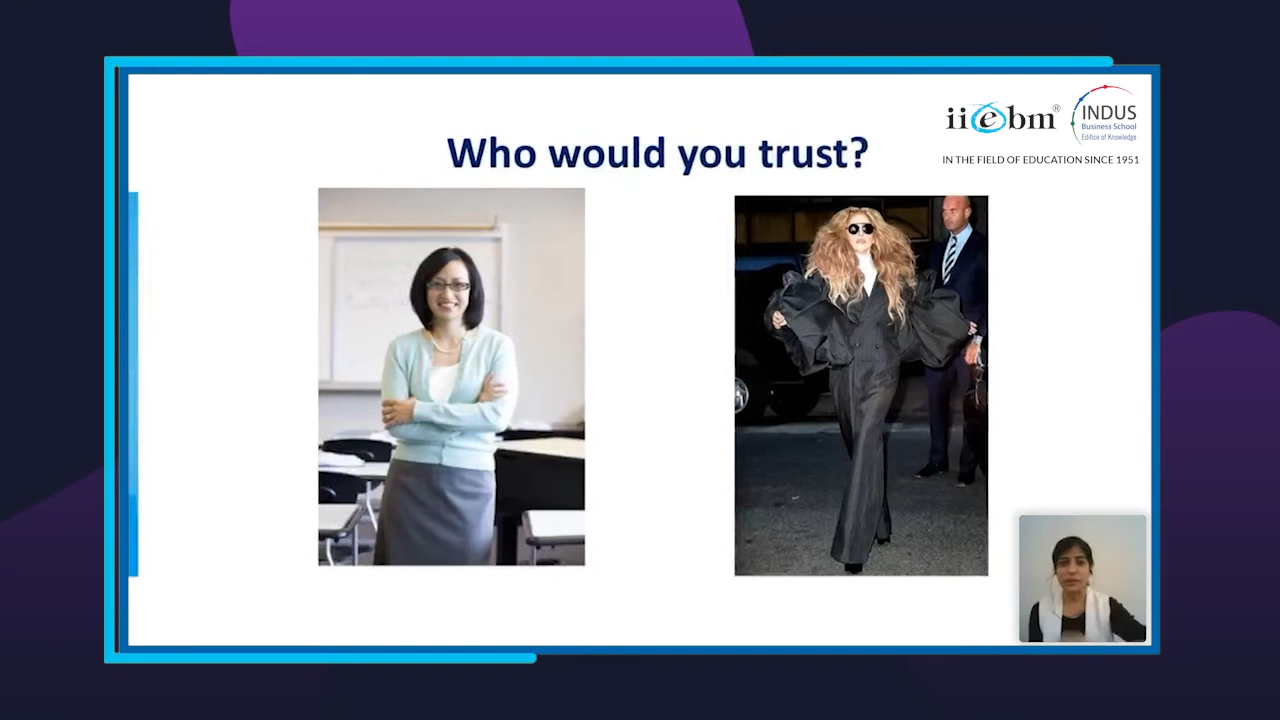 Who would you trust?
iiebm®
INDUS
Business School
Edifice of Knowledge
IN THE FIELD OF EDUCATION SINCE 1951